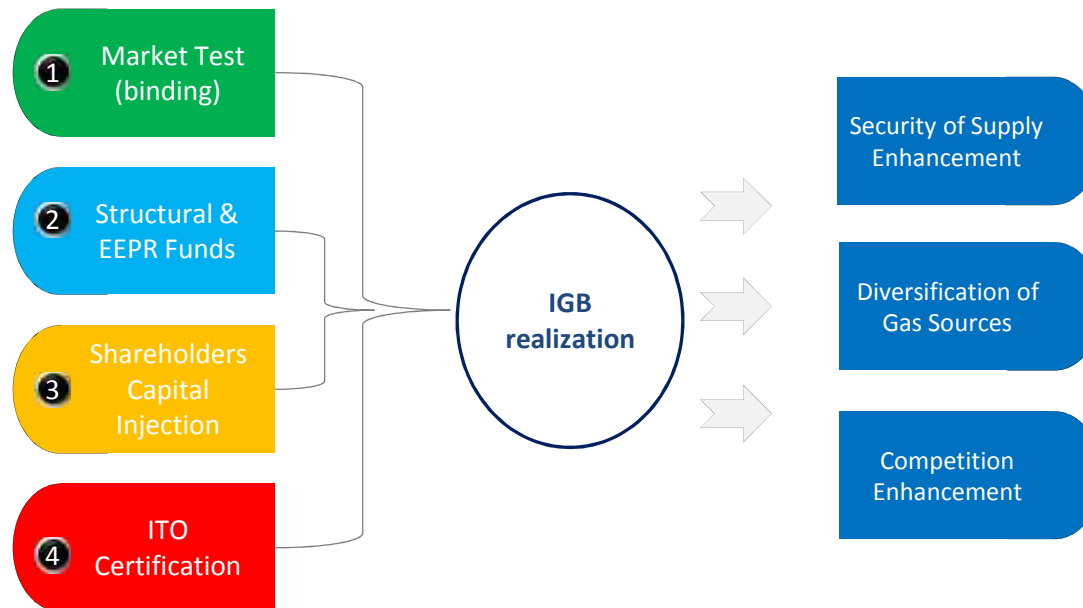 1
Market Test
(binding)
2
Structural &
EEPR Funds
3
Shareholders
Capital
Injection
4
ITO
Certification
IGB
realization
Security of Supply
Enhancement
Diversification of
Gas Sources
Competition
Enhancement